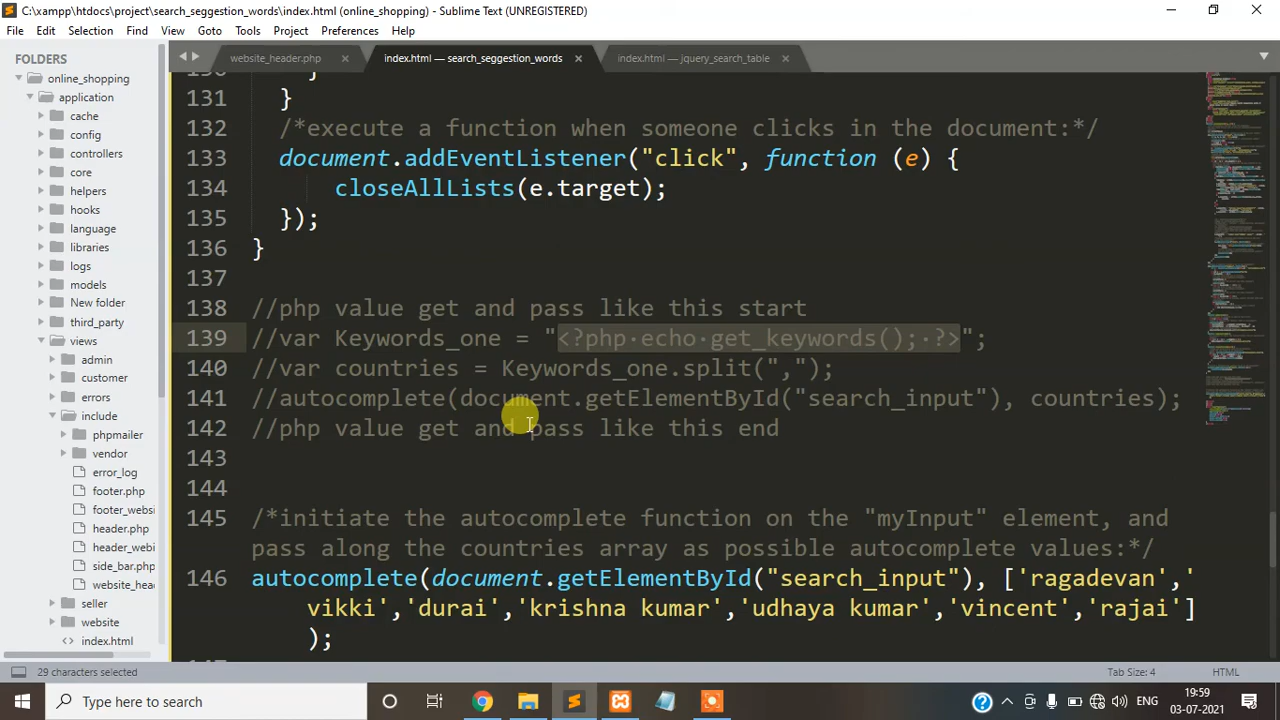 C:\xampp\htdocs\project\search_seggestion_words\index.html (online_shopping) - Sublime Text (UNREGISTERED)
File Edit Selection Find View Goto Tools Project Preferences Help
FOLDERS
online_shopping
application
cache
config
controllers
core
helpers
hooks
language
libraries
logs
models
New folder
third_party
views
admin
customer
errors
include
phpmailer
vendor
error_log
footer.php
footer_websi
header.php
header_webi
side_bar.php
website_hea
seller
website
index.html
website_header.php
index.html — search_seggestion_words
index.html — jquery_search_table
131 }
132 /*execute a function when someone clicks in the document:*/
133 document.addEventListener("click", function (e) {
134 closeAllLists(e.target);
135 });
136 }
137
138 //php value get and pass like this start
139 //var Keywords_one = "<?php echo get_keywords(); ?>";
140 //var countries = Keywords_one.split(", ");
141 //autocomplete(document.getElementById("search_input"), countries);
142 //php value get and pass like this end
143
144
145 /*initiate the autocomplete function on the "myInput" element, and
pass along the countries array as possible autocomplete values:*/
146 autocomplete(document.getElementById("search_input"), ['ragadevan','
vikki','durai','krishna kumar','udhaya kumar','vincent','rajai']
);
29 characters selected
Tab Size: 4
HTML
Type here to search
ENG
19:59
03-07-2021